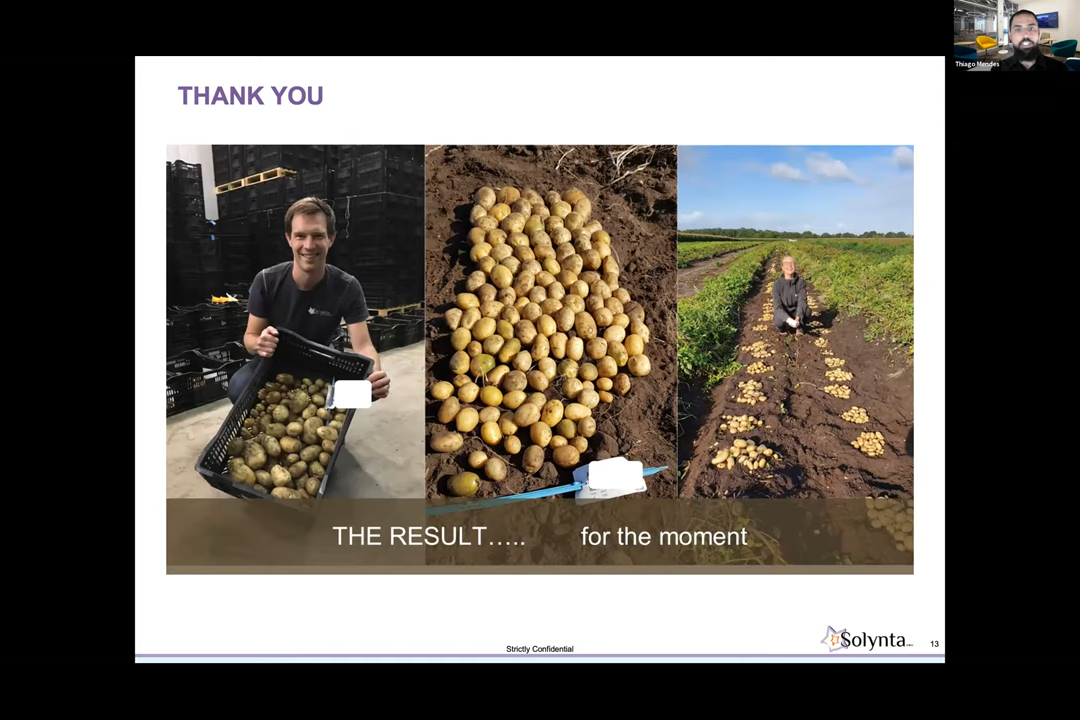 Thiago Mendes
THANK YOU
THE RESULT….. for the moment
Strictly Confidential
Solynta
13